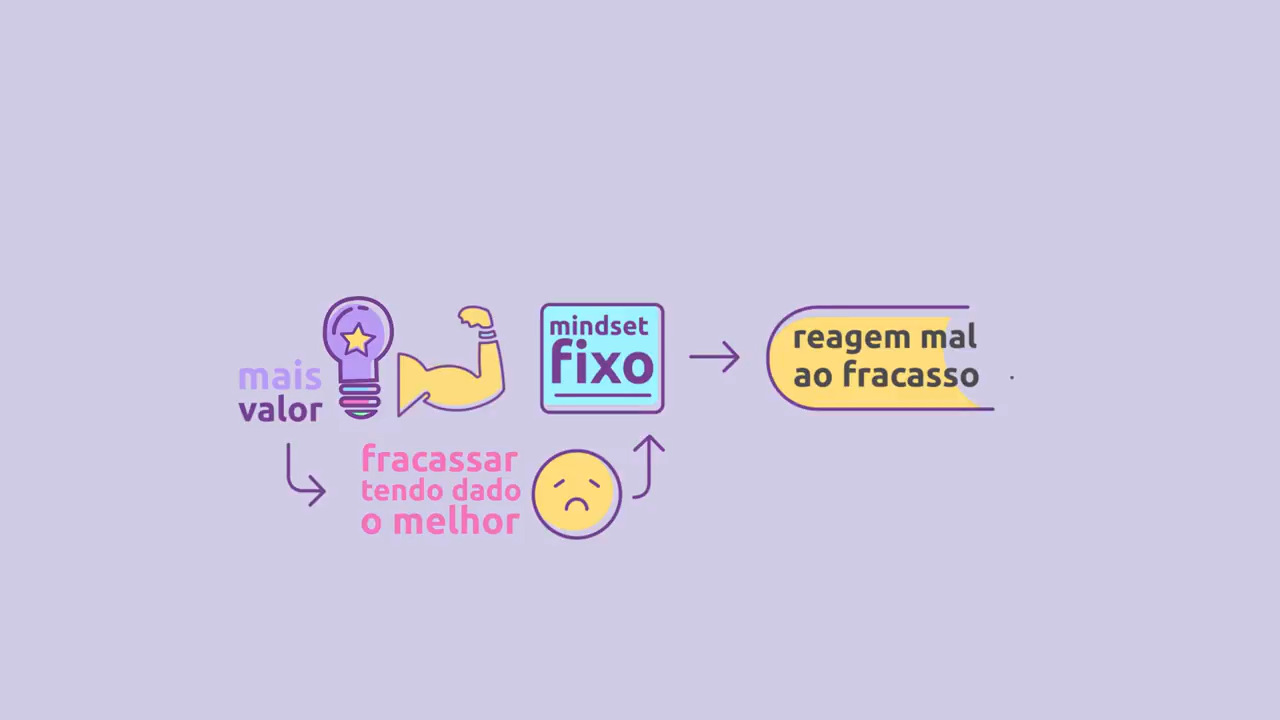 mais
valor
mindset
fixo
reagem mal
ao fracasso
fracassar
tendo dado
o melhor